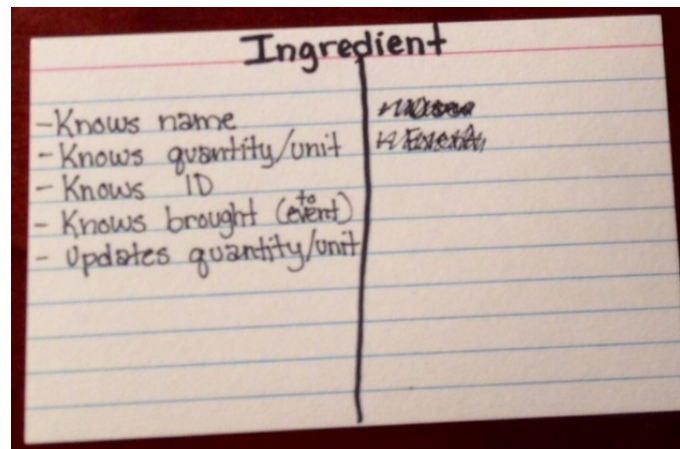 Ingredient
-Knows name
- Knows quantity/unit
- Knows ID
- Knows brought (to event)
- Updates quantity/unit